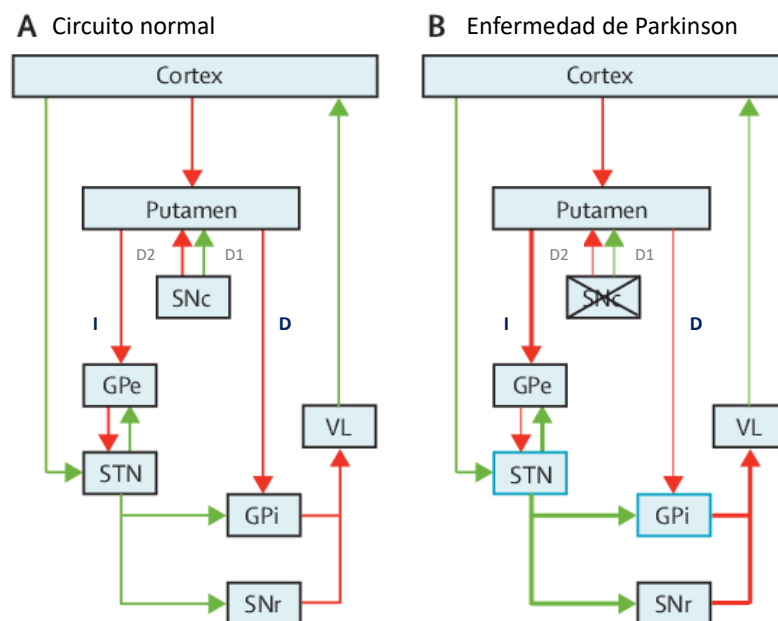 A Circuito normal
Cortex
Putamen
D2
D1
SNc
I
D
GPe
VL
STN
GPi
SNr
B Enfermedad de Parkinson
Cortex
Putamen
D2
D1
SNc
I
D
GPe
VL
STN
GPi
SNr